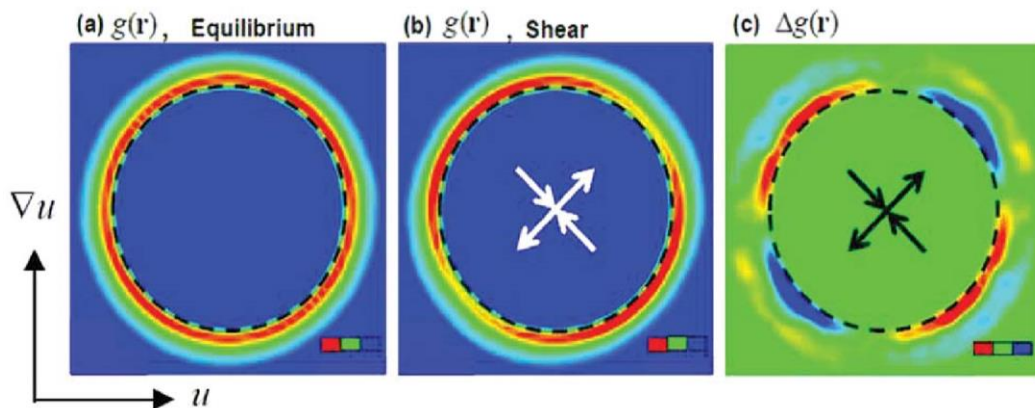 (a) g(r), Equilibrium
(b) g(r), Shear
(c) Δg(r)
∇u
u